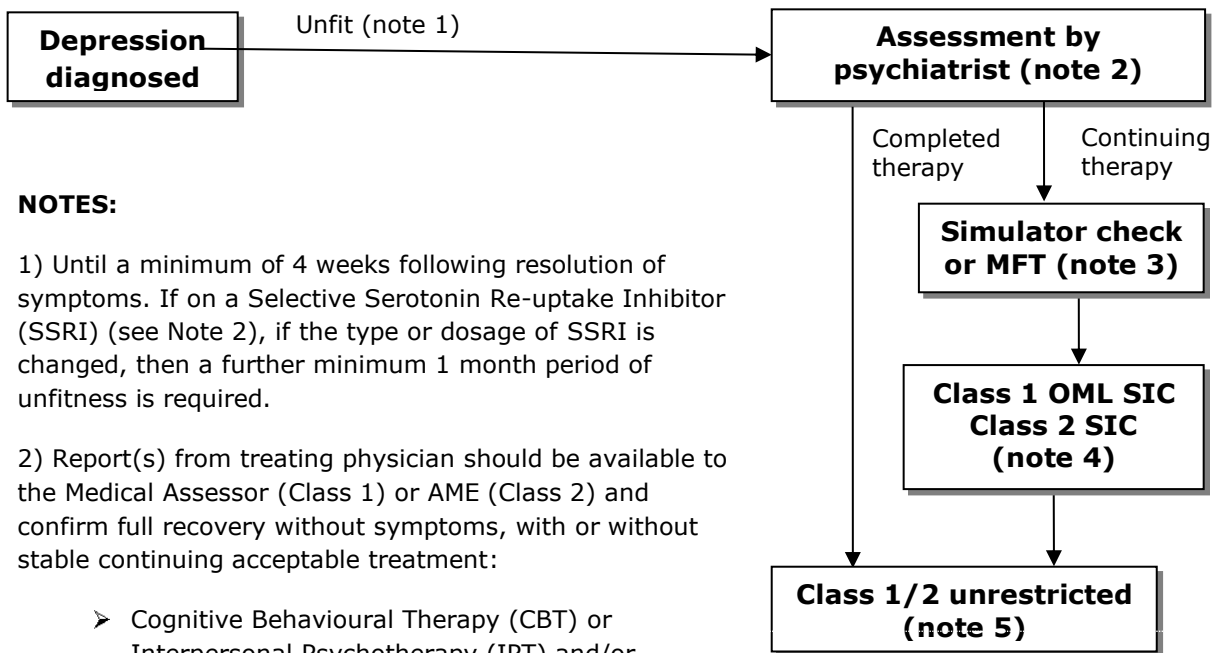 Depression
diagnosed
Unfit (note 1)
Assessment by
psychiatrist (note 2)
Completed
therapy
Continuing
therapy
Simulator check
or MFT (note 3)
Class 1 OML SIC
Class 2 SIC
(note 4)
Class 1/2 unrestricted
(note 5)
NOTES:
1) Until a minimum of 4 weeks following resolution of
symptoms. If on a Selective Serotonin Re-uptake Inhibitor
(SSRI) (see Note 2), if the type or dosage of SSRI is
changed, then a further minimum 1 month period of
unfitness is required.
2) Report(s) from treating physician should be available to
the Medical Assessor (Class 1) or AME (Class 2) and
confirm full recovery without symptoms, with or without
stable continuing acceptable treatment:
➢ Cognitive Behavioural Therapy (CBT) or
Interpersonal Psychotherapy (IPT) and/or